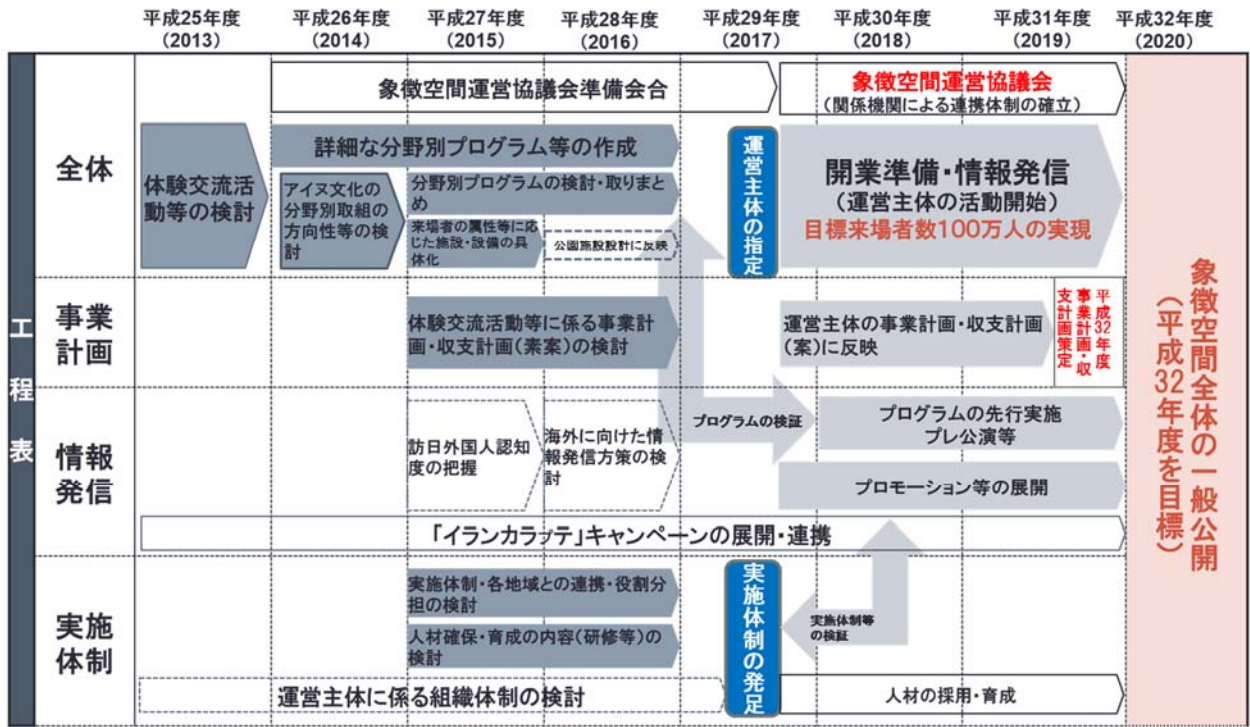 平成25年度
(2013)
平成26年度
(2014)
平成27年度
(2015)
平成28年度
(2016)
平成29年度
(2017)
平成30年度
(2018)
平成31年度
(2019)
平成32年度
(2020)
工程表
全体
象徴空間運営協議会準備会合
象徴空間運営協議会
(関係機関による連携体制の確立)
体験交流活
動等の検討
詳細な分野別プログラム等の作成
アイヌ文化の
分野別取組の
方向性等の検
討
分野別プログラムの検討・取りまと
め
来場者の属性等に応
じた施設・設備の具
体化
公園施設設計に反映
運営主体の指定
開業準備・情報発信
(運営主体の活動開始)
目標来場者数100万人の実現
事業
計画
体験交流活動等に係る事業計
画・収支計画(素案)の検討
運営主体の事業計画・収支計画
(案)に反映
平成32年度
事業計画・収
支計画策定
情報
発信
訪日外国人認知
度の把握
海外に向けた情
報発信方策の検
討
プログラムの検証
プログラムの先行実施
プレ公演等
プロモーション等の展開
「イランカラㇷ゚テ」キャンペーンの展開・連携
実施
体制
実施体制・各地域との連携・役割分
担の検討
人材確保・育成の内容(研修等)の
検討
運営主体に係る組織体制の検討
実施体制の発足
実施体制等
の検証
人材の採用・育成
象徴空間全体の一般公開
(平成32年度を目標)